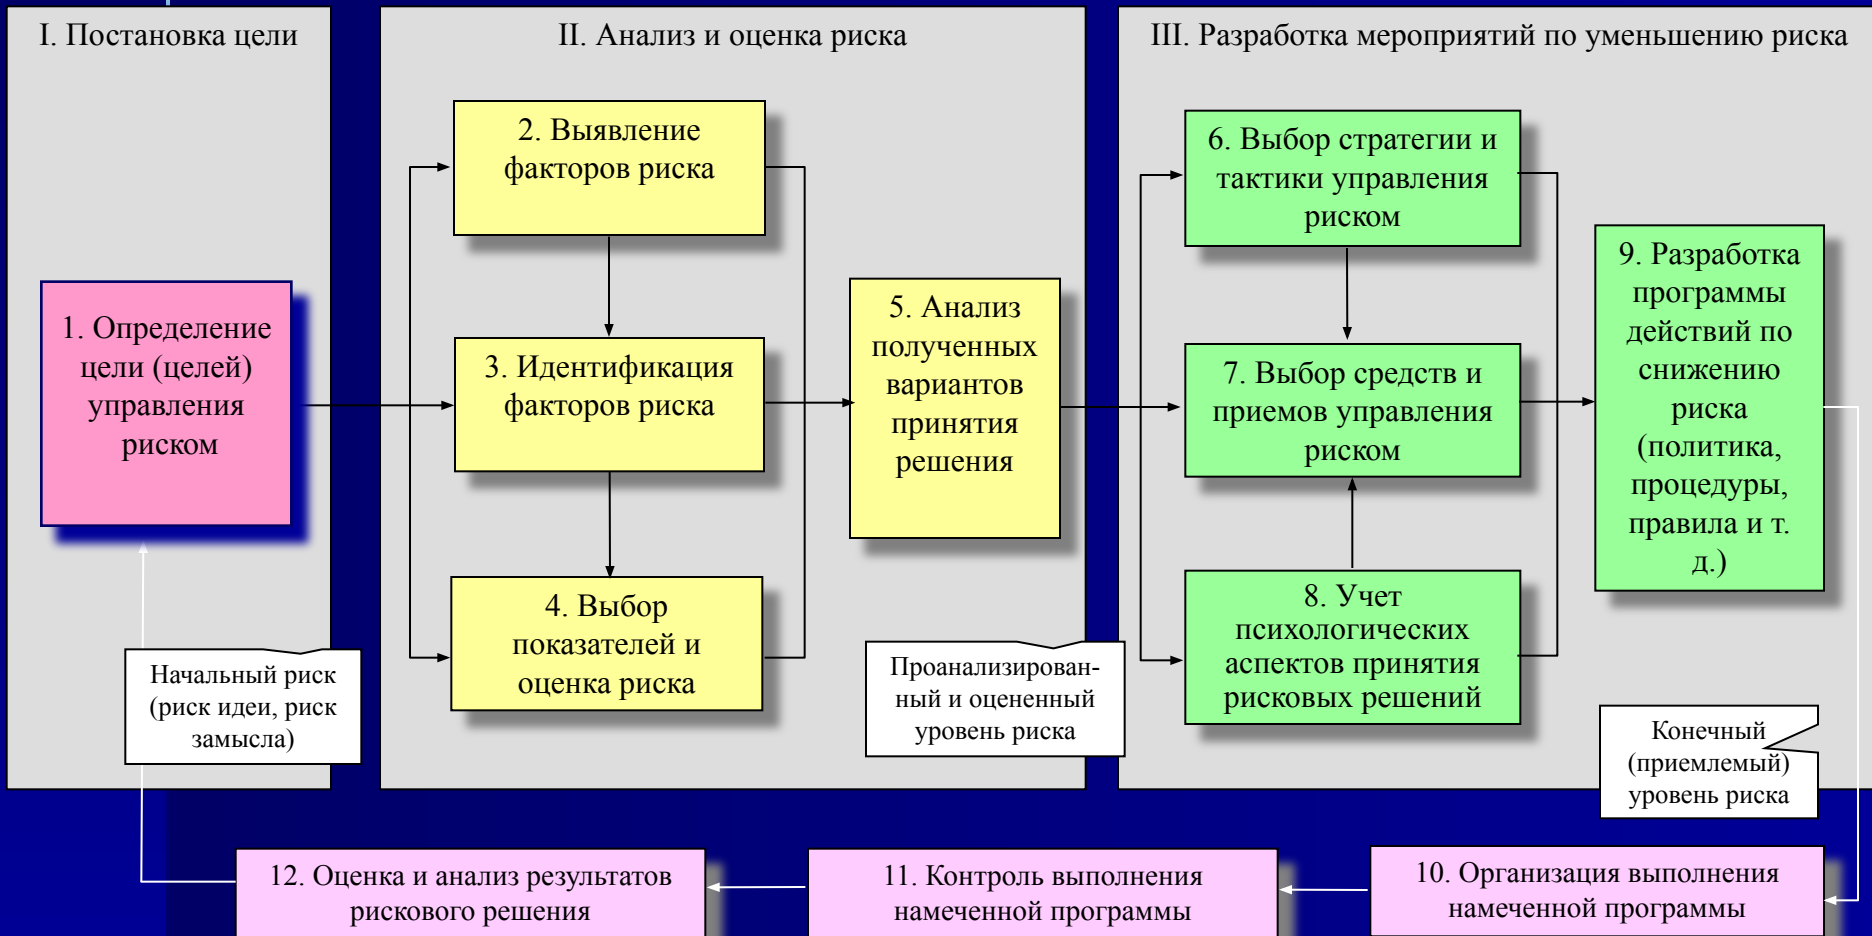 I. Постановка цели
II. Анализ и оценка риска
III. Разработка мероприятий по уменьшению риска
1. Определение
цели (целей)
управления
риском
2. Выявление
факторов риска
3. Идентификация
факторов риска
4. Выбор
показателей и
оценка риска
5. Анализ
полученных
вариантов
принятия
решения
6. Выбор стратегии и
тактики управления
риском
7. Выбор средств и
приемов управления
риском
8. Учет
психологических
аспектов принятия
рисковых решений
9. Разработка
программы
действий по
снижению
риска
(политика,
процедуры,
правила и т.
д.)
Начальный риск
(риск идеи, риск
замысла)
Проанализирован-
ный и оцененный
уровень риска
Конечный
(приемлемый)
уровень риска
12. Оценка и анализ результатов
рискового решения
11. Контроль выполнения
намеченной программы
10. Организация выполнения
намеченной программы